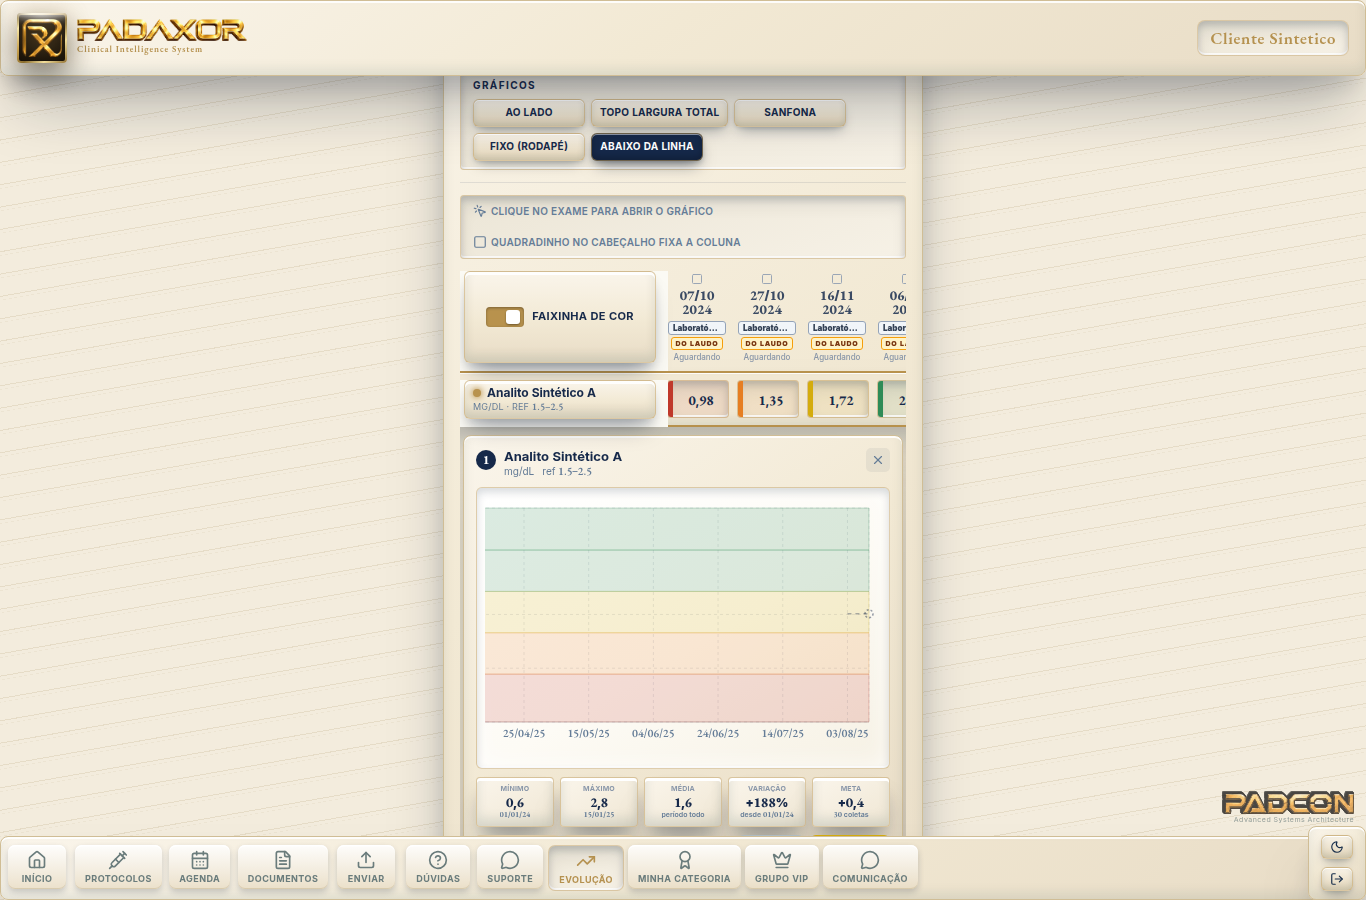 PADAXOR
Clinical Intelligence System
Cliente Sintetico
GRÁFICOS
AO LADO
TOPO LARGURA TOTAL
SANFONA
FIXO (RODAPÉ)
ABAIXO DA LINHA
CLIQUE NO EXAME PARA ABRIR O GRÁFICO
QUADRADINHO NO CABEÇALHO FIXA A COLUNA
FAIXINHA DE COR
07/10 27/10 16/11 06/
2024 2024 2024 20
Laborató... Laborató... Laborató... Labor
DO LAUDO DO LAUDO DO LAUDO DO L
Aguardando Aguardando Aguardando Aguar
Analito Sintético A
MG/DL · REF 1.5–2.5
0,98 1,35 1,72 2
1 Analito Sintético A
mg/dL ref 1.5–2.5
25/04/25 15/05/25 04/06/25 24/06/25 14/07/25 03/08/25
MÍNIMO MÁXIMO MÉDIA VARIAÇÃO META
0,6 2,8 1,6 +188% +0,4
01/01/24 15/01/25 período todo desde 01/01/24 30 coletas
PADCON
Advanced Systems Architecture
INÍCIO PROTOCOLOS AGENDA DOCUMENTOS ENVIAR DÚVIDAS SUPORTE EVOLUÇÃO MINHA CATEGORIA GRUPO VIP COMUNICAÇÃO